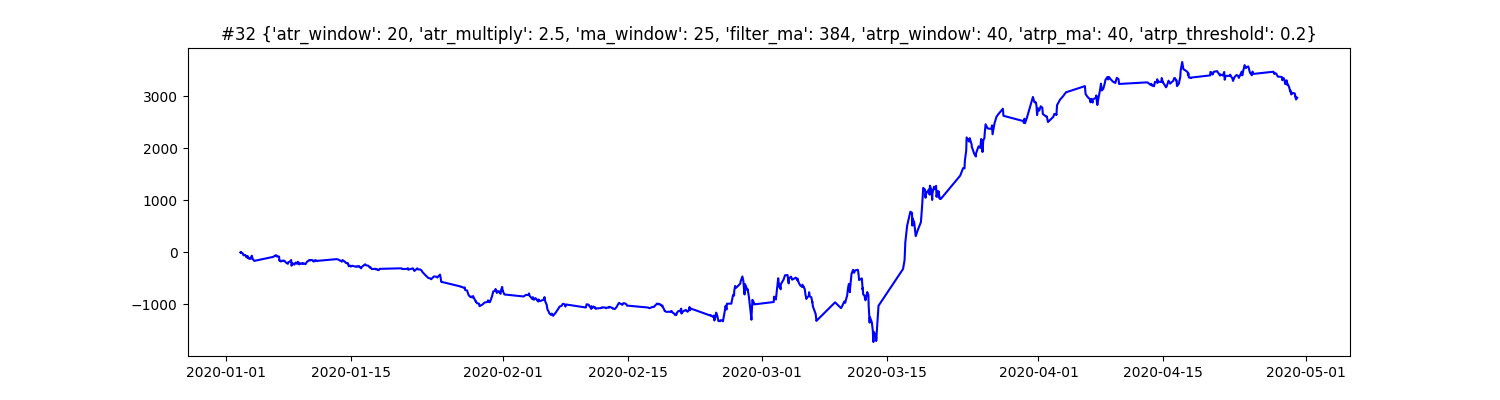 #32 {'atr_window': 20, 'atr_multiply': 2.5, 'ma_window': 25, 'filter_ma': 384, 'atrp_window': 40, 'atrp_ma': 40, 'atrp_threshold': 0.2}
3000
2000
1000
0
−1000
2020-01-01 2020-01-15 2020-02-01 2020-02-15 2020-03-01 2020-03-15 2020-04-01 2020-04-15 2020-05-01